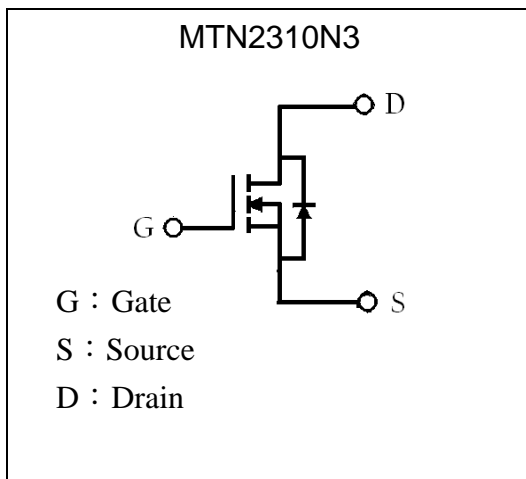 MTN2310N3
D
G
S
G：Gate
S：Source
D：Drain